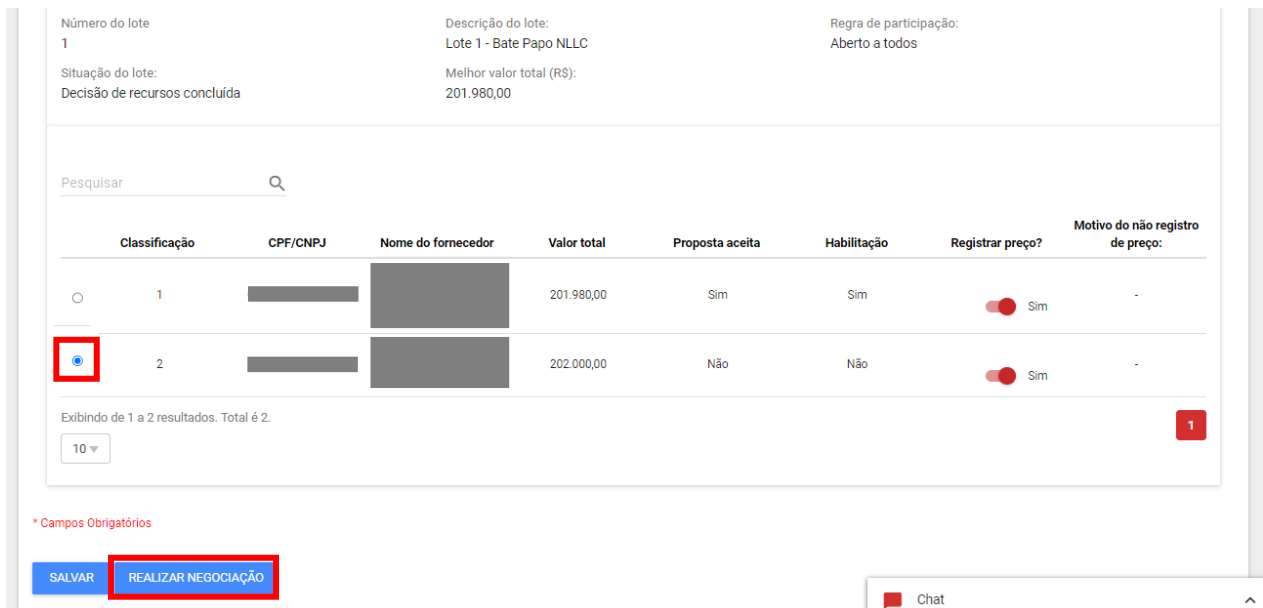 Número do lote Descrição do lote: Regra de participação:
1 Lote 1 - Bate Papo NLLC Aberto a todos
Situação do lote: Melhor valor total (R$):
Decisão de recursos concluída 201.980,00
Pesquisar
Motivo do não registro
Classificação CPF/CNPJ Nome do fornecedor Valor total Proposta aceita Habilitação Registrar preço? de preço:
1 201.980,00 Sim Sim Sim -
2 202.000,00 Não Não Sim -
Exibindo de 1 a 2 resultados. Total é 2.
1
10
* Campos Obrigatórios
SALVAR REALIZAR NEGOCIAÇÃO
Chat